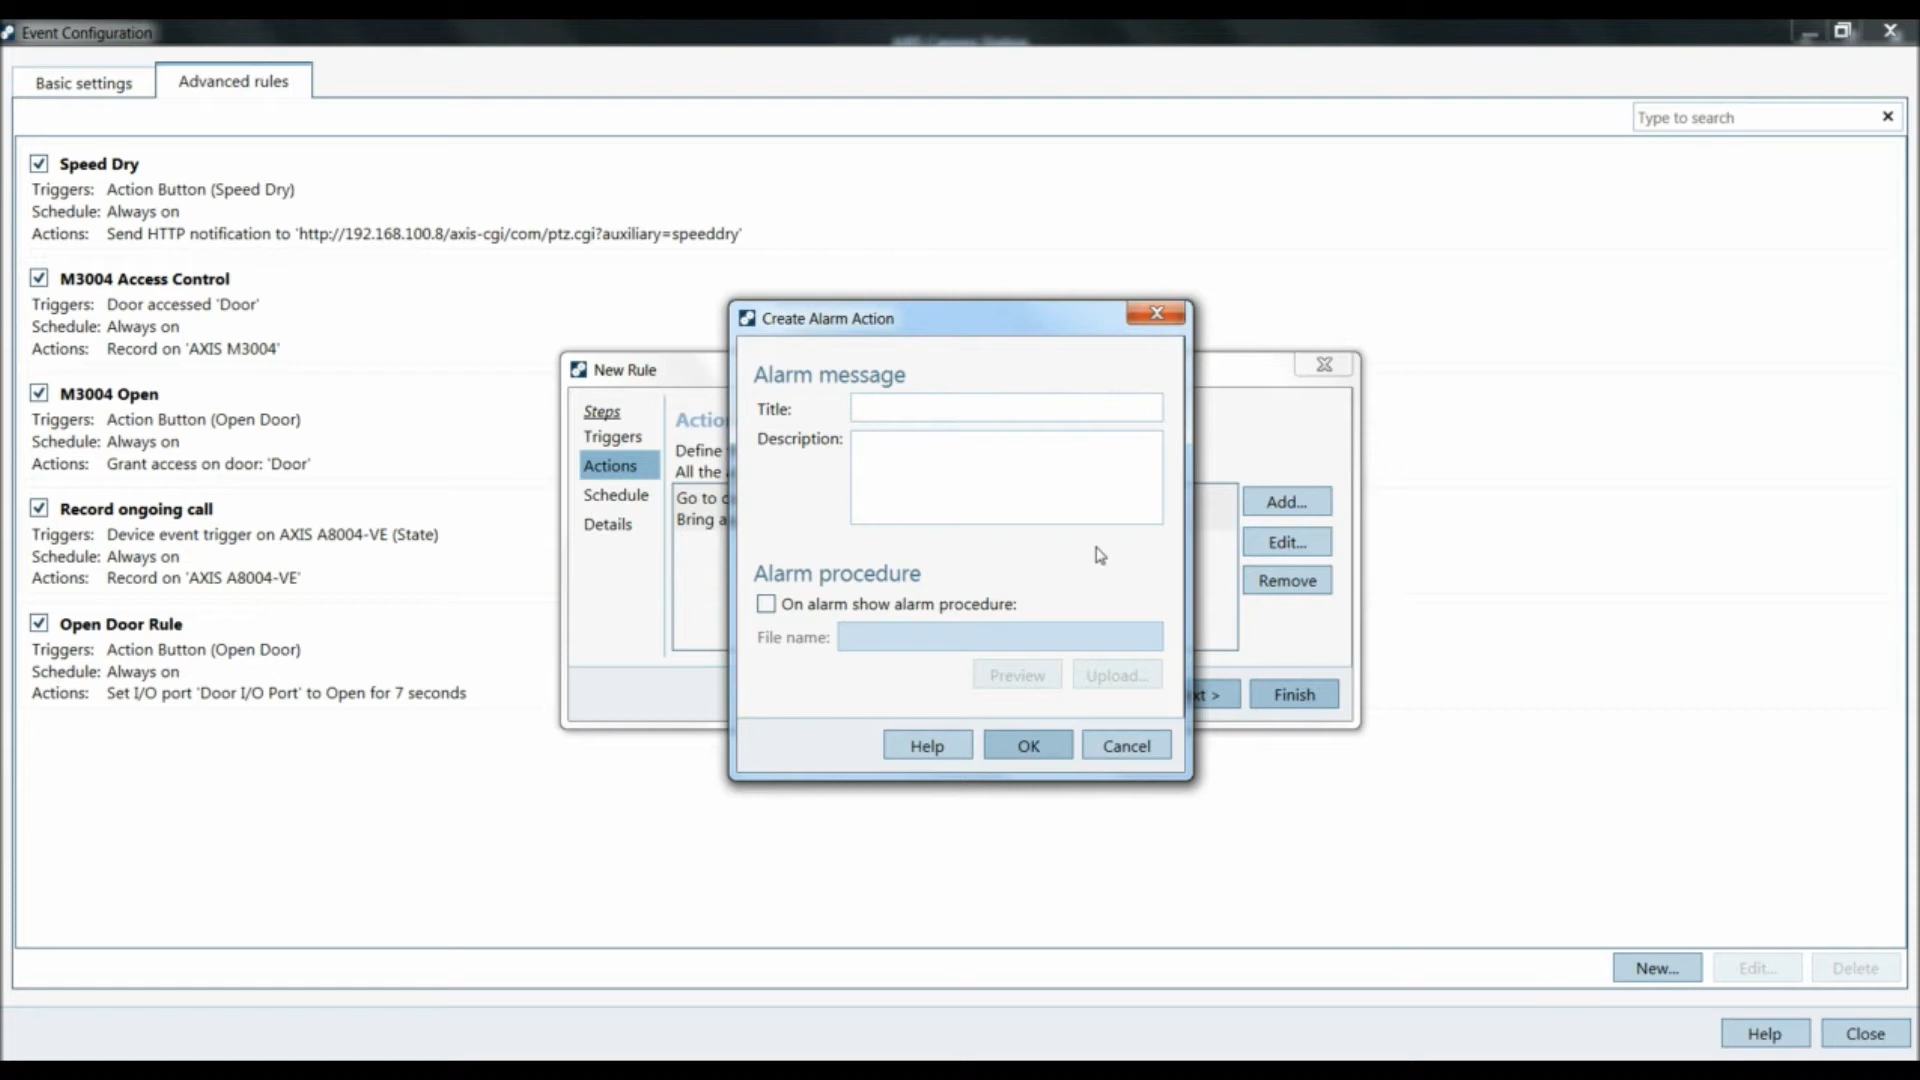 Event Configuration
Basic settings
Advanced rules
Type to search
Speed Dry
Triggers: Action Button (Speed Dry)
Schedule: Always on
Actions: Send HTTP notification to 'http://192.168.100.8/axis-cgi/com/ptz.cgi?auxiliary=speeddry'
M3004 Access Control
Triggers: Door accessed 'Door'
Schedule: Always on
Actions: Record on 'AXIS M3004'
M3004 Open
Triggers: Action Button (Open Door)
Schedule: Always on
Actions: Grant access on door: 'Door'
Record ongoing call
Triggers: Device event trigger on AXIS A8004-VE (State)
Schedule: Always on
Actions: Record on 'AXIS A8004-VE'
Open Door Rule
Triggers: Action Button (Open Door)
Schedule: Always on
Actions: Set I/O port 'Door I/O Port' to Open for 7 seconds
New Rule
Steps
Triggers
Actions
Schedule
Details
Actio
Define
All the
Go to
Bring a
Add...
Edit...
Remove
xt >
Finish
Create Alarm Action
Alarm message
Title:
Description:
Alarm procedure
On alarm show alarm procedure:
File name:
Preview
Upload...
Help
OK
Cancel
New...
Edit...
Delete
Help
Close